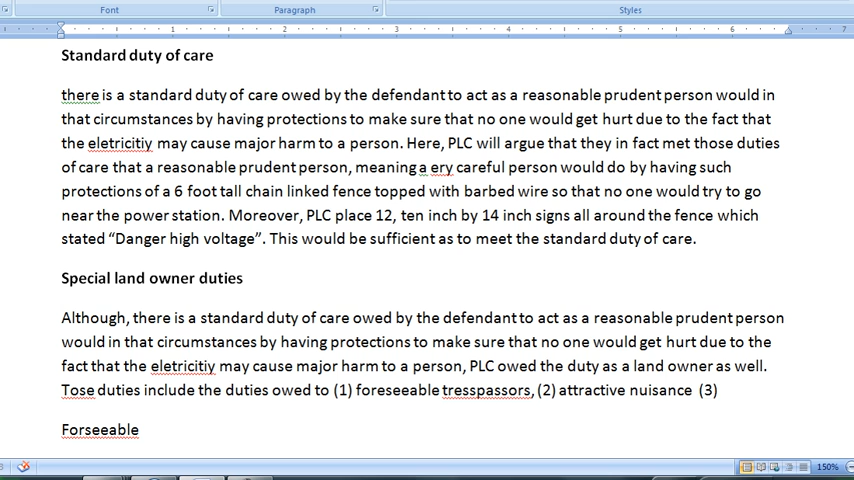 Font Paragraph Styles
1 2 3 4 5 6 7
Standard duty of care
there is a standard duty of care owed by the defendant to act as a reasonable prudent person would in
that circumstances by having protections to make sure that no one would get hurt due to the fact that
the eletricitiy may cause major harm to a person. Here, PLC will argue that they in fact met those duties
of care that a reasonable prudent person, meaning a ery careful person would do by having such
protections of a 6 foot tall chain linked fence topped with barbed wire so that no one would try to go
near the power station. Moreover, PLC place 12, ten inch by 14 inch signs all around the fence which
stated “Danger high voltage”. This would be sufficient as to meet the standard duty of care.
Special land owner duties
Although, there is a standard duty of care owed by the defendant to act as a reasonable prudent person
would in that circumstances by having protections to make sure that no one would get hurt due to the
fact that the eletricitiy may cause major harm to a person, PLC owed the duty as a land owner as well.
Tose duties include the duties owed to (1) foreseeable tresspassors, (2) attractive nuisance (3)
Forseeable
150%